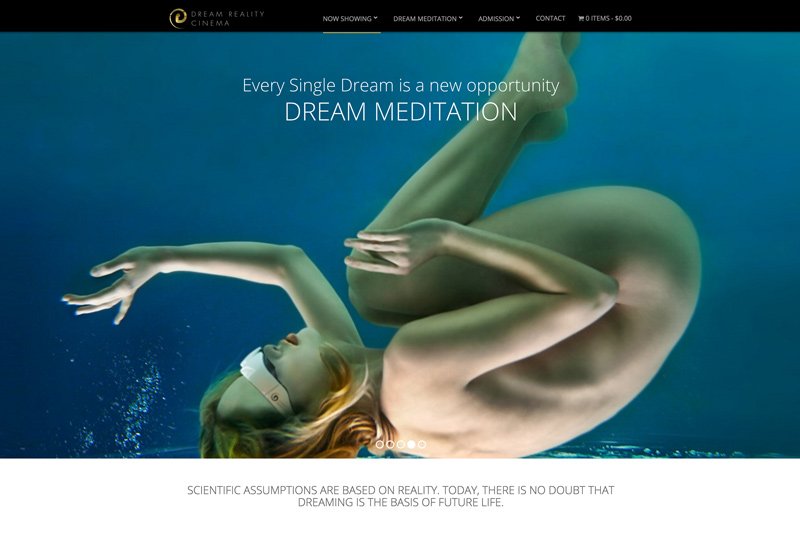 DREAM REALITY
CINEMA
NOW SHOWING
DREAM MEDITATION
ADMISSION
CONTACT
0 ITEMS - $0.00
Every Single Dream is a new opportunity
DREAM MEDITATION
SCIENTIFIC ASSUMPTIONS ARE BASED ON REALITY. TODAY, THERE IS NO DOUBT THAT
DREAMING IS THE BASIS OF FUTURE LIFE.